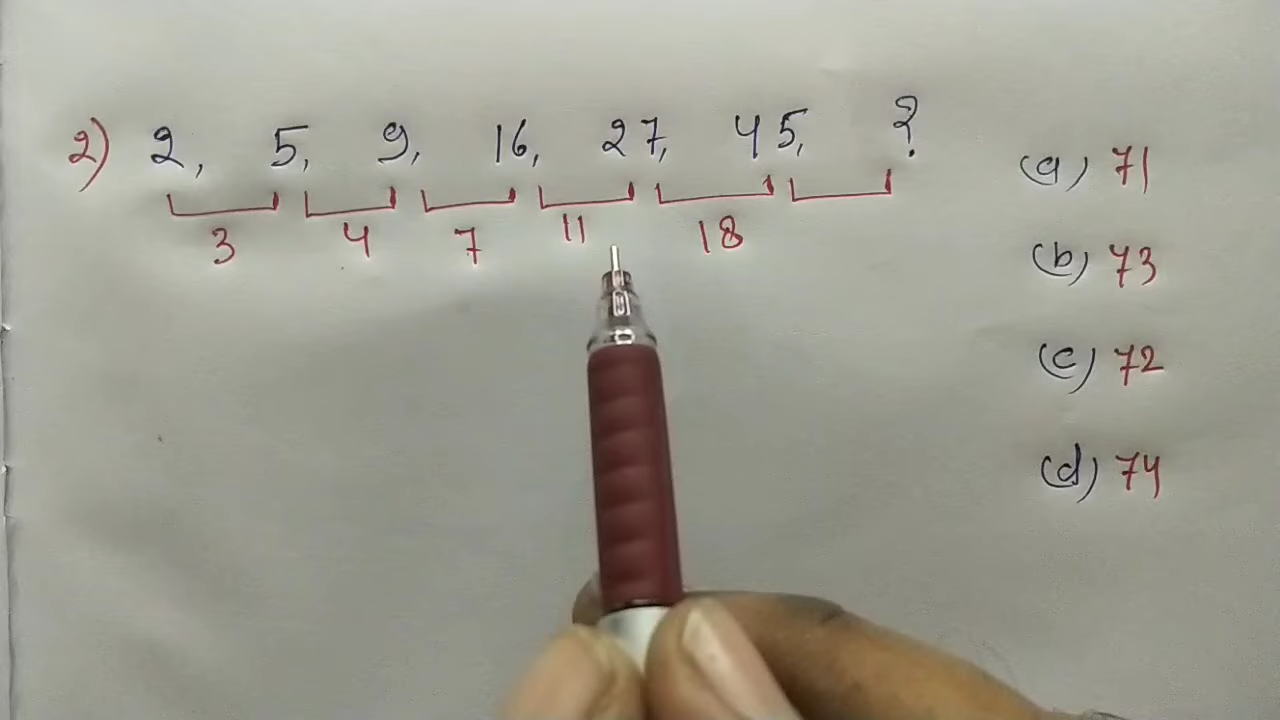 2) 2, 5, 9, 16, 27, 45, ?
3 4 7 11 18
(a) 71
(b) 73
(c) 72
(d) 74